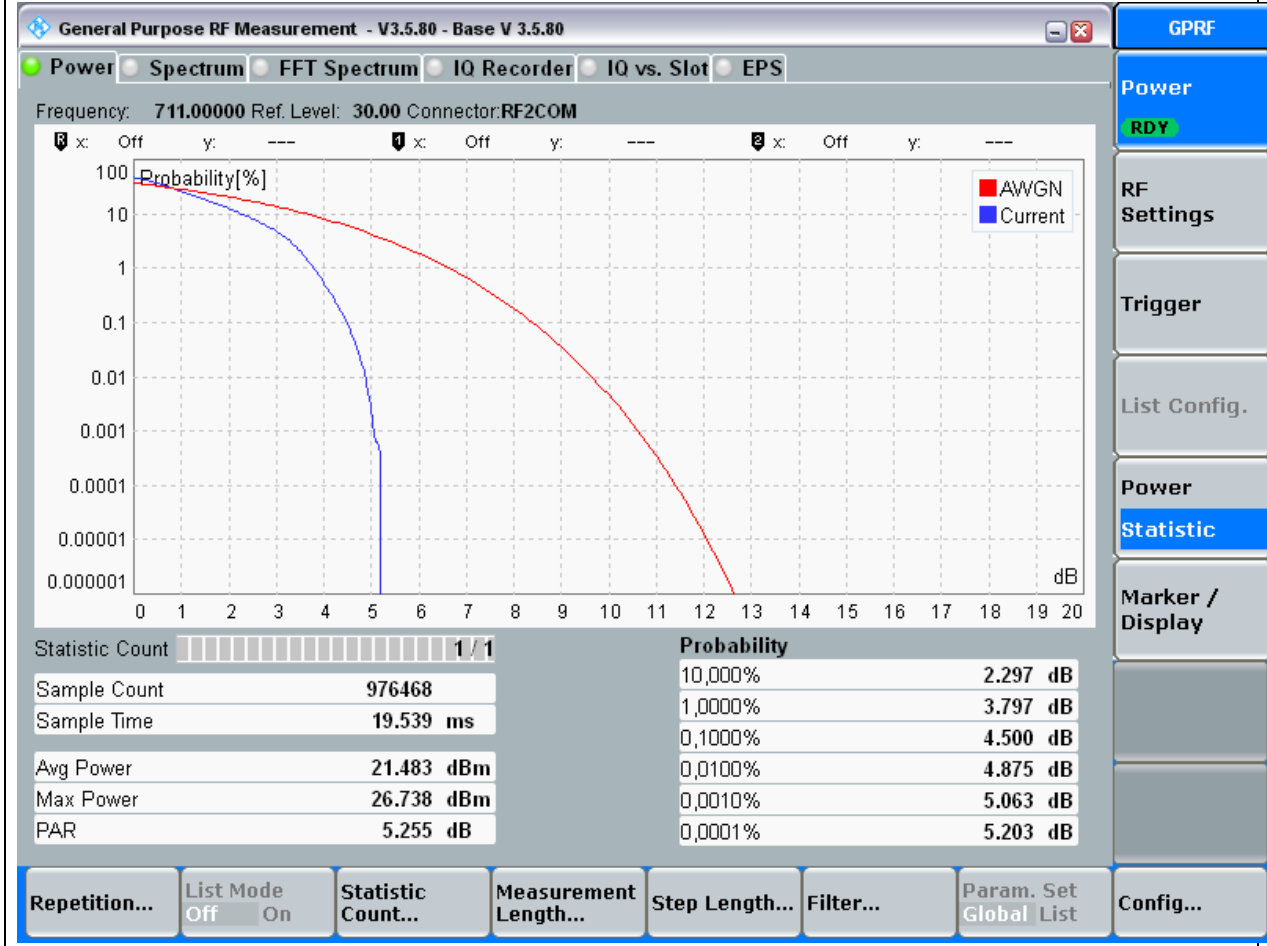 General Purpose RF Measurement - V3.5.80 - Base V 3.5.80
GPRF
Power Spectrum FFT Spectrum IQ Recorder IQ vs. Slot EPS
Frequency: 711.00000 Ref. Level: 30.00 Connector:RF2COM
R x: Off y: --- 1 x: Off y: --- 2 x: Off y: ---
Probability[%]
100
10
1
0.1
0.01
0.001
0.0001
0.00001
0.000001
AWGN
Current
dB
0 1 2 3 4 5 6 7 8 9 10 11 12 13 14 15 16 17 18 19 20
Statistic Count 1 / 1
Sample Count 976468
Sample Time 19.539 ms
Avg Power 21.483 dBm
Max Power 26.738 dBm
PAR 5.255 dB
Probability
10,000% 2.297 dB
1,0000% 3.797 dB
0,1000% 4.500 dB
0,0100% 4.875 dB
0,0010% 5.063 dB
0,0001% 5.203 dB
Power
RDY
RF
Settings
Trigger
List Config.
Power
Statistic
Marker /
Display
Repetition...
List Mode
Off On
Statistic
Count...
Measurement
Length...
Step Length...
Filter...
Param. Set
Global List
Config...